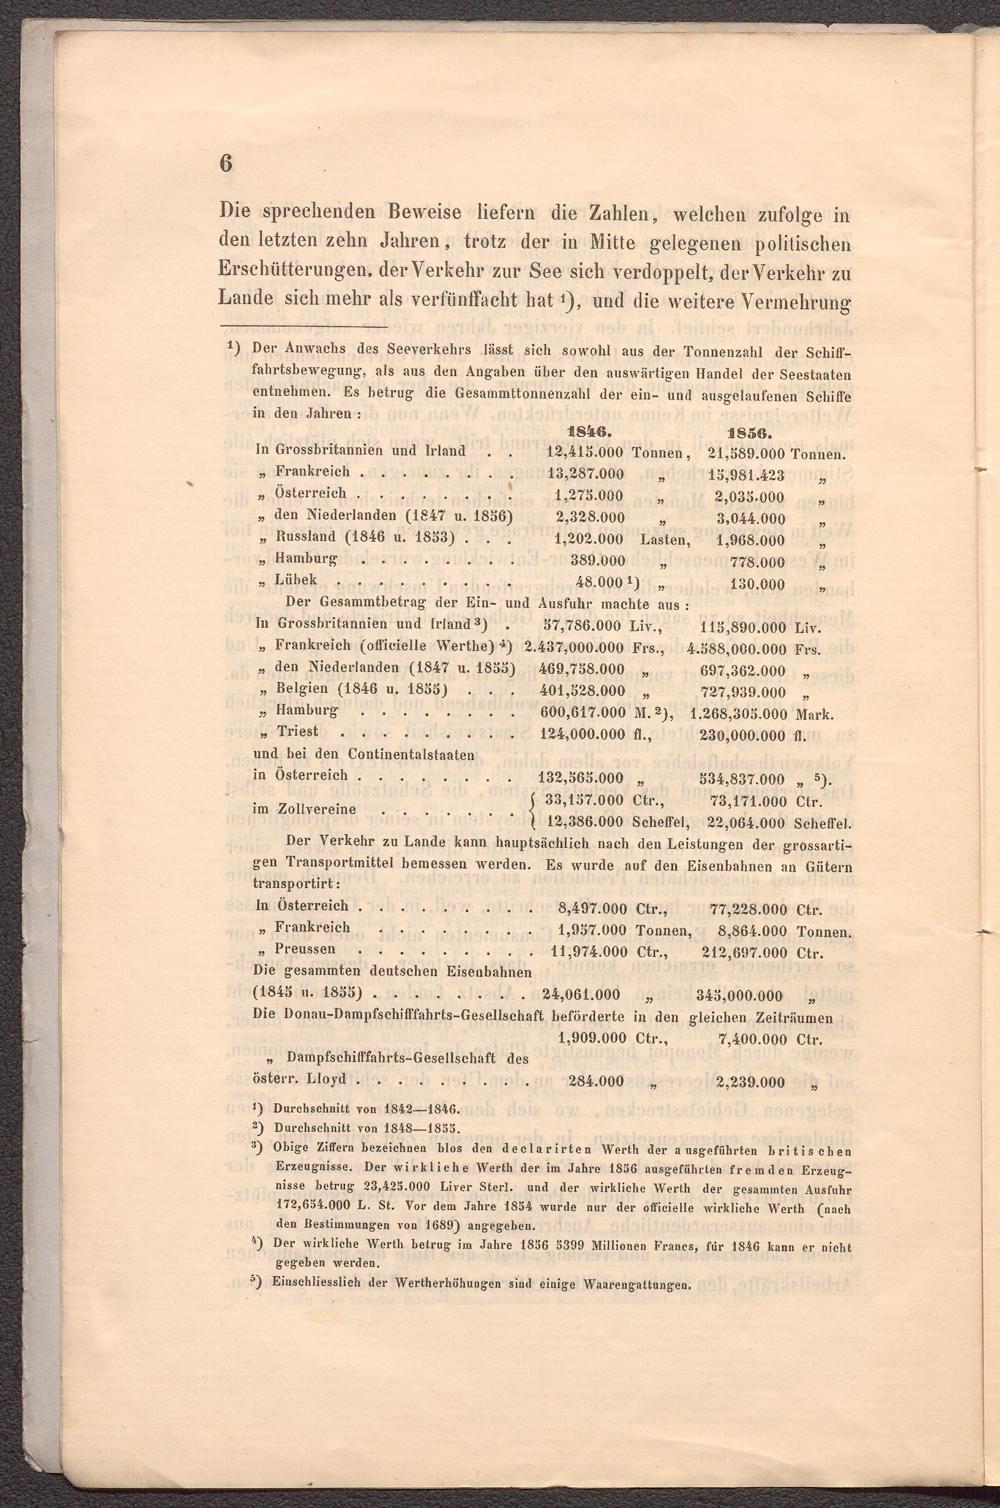 6
Die sprechenden Beweise liefern die Zahlen, welchen zufolge in
den letzten zehn Jahren, trotz der in Mitte gelegenen politischen
Erschütterungen, der Verkehr zur See sich verdoppelt, der Verkehr zu
Lande sich mehr als verfünffacht hat ¹), und die weitere Vermehrung
¹) Der Anwachs des Seeverkehrs lässt sich sowohl aus der Tonnenzahl der Schiff-
fahrtsbewegung, als aus den Angaben über den auswärtigen Handel der Seestaaten
entnehmen. Es betrug die Gesammttonnenzahl der ein- und ausgelaufenen Schiffe
in den Jahren:
1846. 1856.
In Grossbritannien und Irland . . 12,415.000 Tonnen, 21,589.000 Tonnen.
„ Frankreich . . . . . . . . 13,287.000 „ 15,981.423 „
„ Österreich . . . . . . . . 1,275.000 „ 2,035.000 „
„ den Niederlanden (1847 u. 1856) 2,328.000 „ 3,044.000 „
„ Russland (1846 u. 1853) . . . 1,202.000 Lasten, 1,968.000 „
„ Hamburg . . . . . . . . 389.000 „ 778.000 „
„ Lübek . . . . . . . . . 48.000 ¹) „ 130.000 „
Der Gesammtbetrag der Ein- und Ausfuhr machte aus:
In Grossbritannien und Irland ³) . 57,786.000 Liv., 115,890.000 Liv.
„ Frankreich (officielle Werthe) ⁴) 2.437,000.000 Frs., 4.588,000.000 Frs.
„ den Niederlanden (1847 u. 1855) 469,758.000 „ 697,362.000 „
„ Belgien (1846 u. 1855) . . . 401,528.000 „ 727,939.000 „
„ Hamburg . . . . . . . . 600,617.000 M. ²), 1.268,305.000 Mark.
„ Triest . . . . . . . . . 124,000.000 fl., 230,000.000 fl.
und bei den Continentalstaaten
in Österreich . . . . . . . . 132,565.000 „ 534,837.000 „ ⁵).
im Zollvereine . . . . . . . { 33,157.000 Ctr., 73,171.000 Ctr.
{ 12,386.000 Scheffel, 22,064.000 Scheffel.
Der Verkehr zu Lande kann hauptsächlich nach den Leistungen der grossarti-
gen Transportmittel bemessen werden. Es wurde auf den Eisenbahnen an Gütern
transportirt:
In Österreich . . . . . . . . . 8,497.000 Ctr., 77,228.000 Ctr.
„ Frankreich . . . . . . . . 1,957.000 Tonnen, 8,864.000 Tonnen.
„ Preussen . . . . . . . . . 11,974.000 Ctr., 212,697.000 Ctr.
Die gesammten deutschen Eisenbahnen
(1845 u. 1855) . . . . . . . . 24,061.000 „ 345,000.000 „
Die Donau-Dampfschifffahrts-Gesellschaft beförderte in den gleichen Zeiträumen
1,909.000 Ctr., 7,400.000 Ctr.
„ Dampfschifffahrts-Gesellschaft des
österr. Lloyd . . . . . . . . . 284.000 „ 2,239.000 „
¹) Durchschnitt von 1842—1846.
²) Durchschnitt von 1848—1855.
³) Obige Ziffern bezeichnen blos den declarirten Werth der ausgeführten britischen
Erzeugnisse. Der wirkliche Werth der im Jahre 1856 ausgeführten fremden Erzeug-
nisse betrug 23,425.000 Liver Sterl. und der wirkliche Werth der gesammten Ausfuhr
172,654.000 L. St. Vor dem Jahre 1854 wurde nur der officielle wirkliche Werth (nach
den Bestimmungen von 1689) angegeben.
⁴) Der wirkliche Werth betrug im Jahre 1856 5399 Millionen Francs, für 1846 kann er nicht
gegeben werden.
⁵) Einschliesslich der Wertherhöhungen sind einige Waarengattungen.